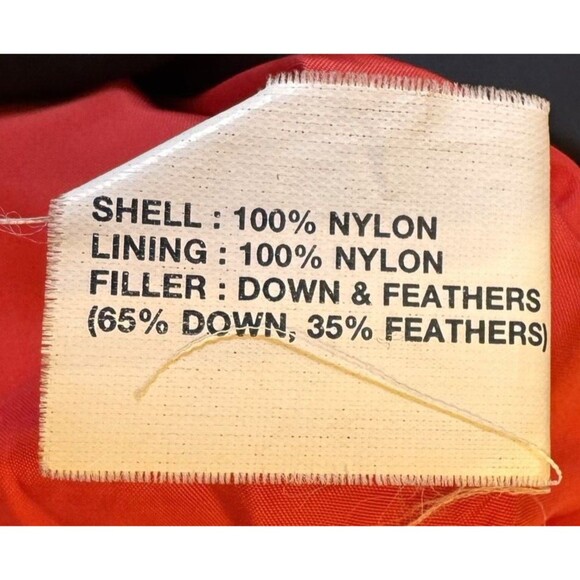 SHELL : 100% NYLON
LINING : 100% NYLON
FILLER : DOWN & FEATHERS
(65% DOWN, 35% FEATHERS)